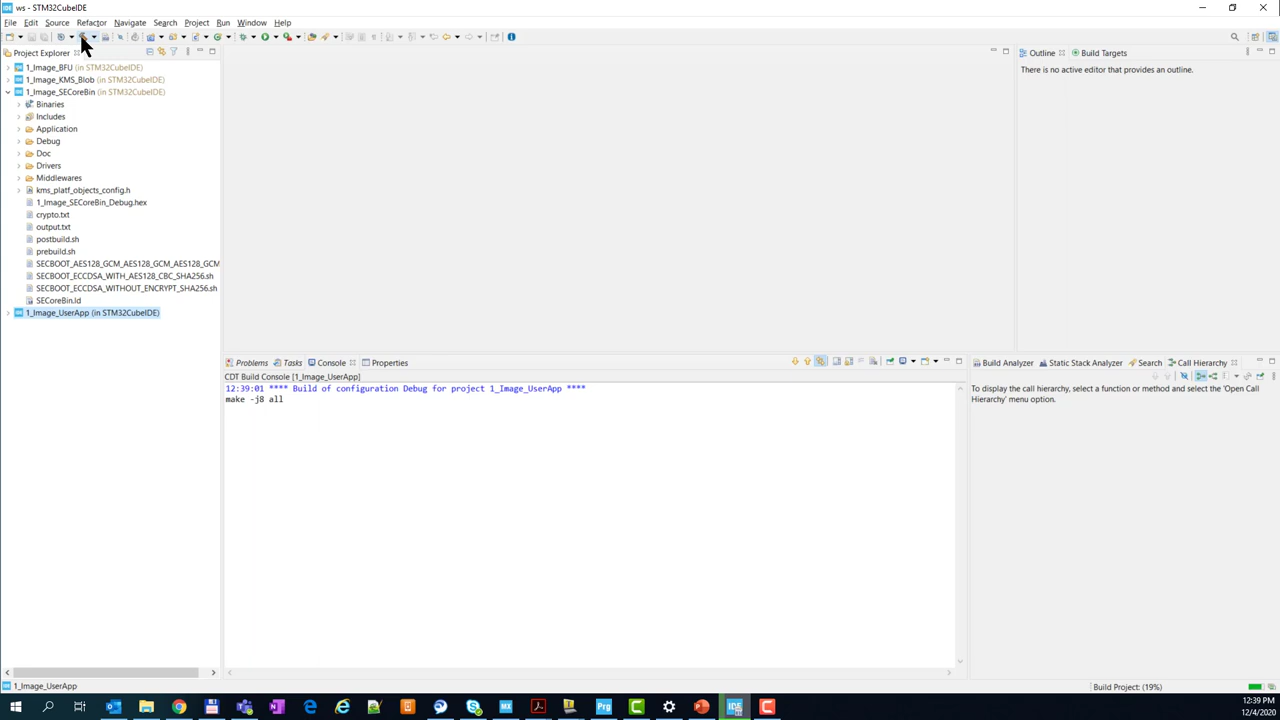 ws - STM32CubeIDE
File Edit Source Refactor Navigate Search Project Run Window Help
Project Explorer
1_Image_BFU (in STM32CubeIDE)
1_Image_KMS_Blob (in STM32CubeIDE)
1_Image_SECoreBin (in STM32CubeIDE)
Binaries
Includes
Application
Debug
Doc
Drivers
Middlewares
kms_platf_objects_config.h
1_Image_SECoreBin_Debug.hex
crypto.txt
output.txt
postbuild.sh
prebuild.sh
SECBOOT_AES128_GCM_AES128_GCM_AES128_GCM
SECBOOT_ECCDSA_WITH_AES128_CBC_SHA256.sh
SECBOOT_ECCDSA_WITHOUT_ENCRYPT_SHA256.sh
SECoreBin.ld
1_Image_UserApp (in STM32CubeIDE)
Outline Build Targets
There is no active editor that provides an outline.
Problems Tasks Console Properties
CDT Build Console [1_Image_UserApp]
12:39:01 **** Build of configuration Debug for project 1_Image_UserApp ****
make -j8 all
Build Analyzer Static Stack Analyzer Search Call Hierarchy
To display the call hierarchy, select a function or method and select the 'Open Call
Hierarchy' menu option.
1_Image_UserApp
Build Project: (19%)
12:39 PM
12/4/2020